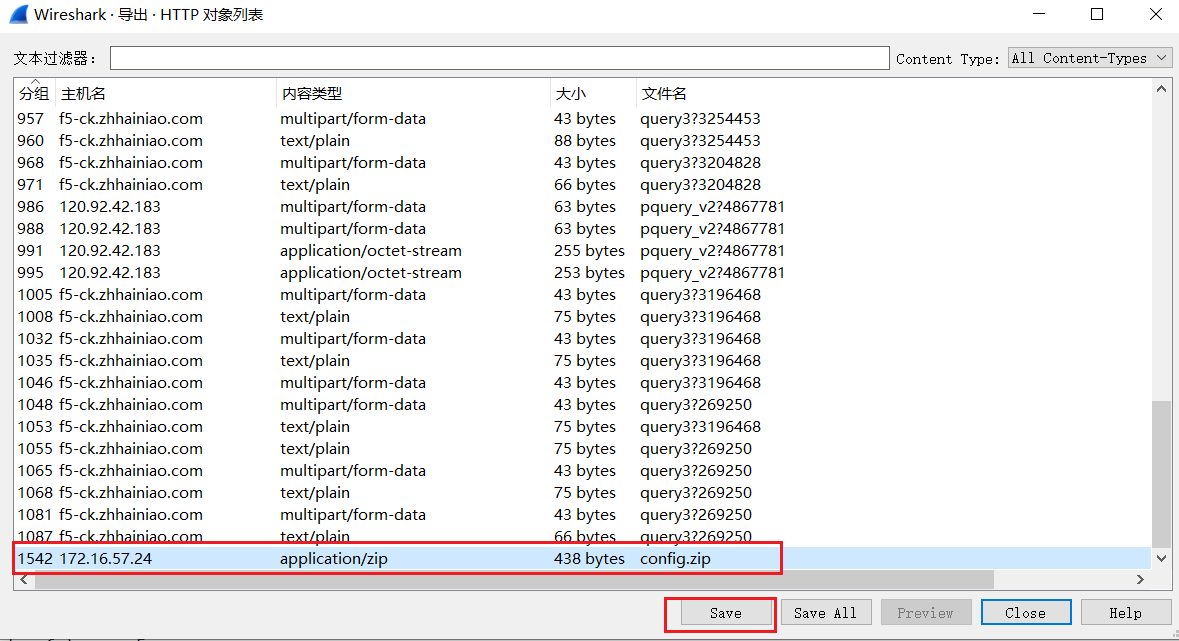 Wireshark · 导出 · HTTP 对象列表
文本过滤器： Content Type: All Content-Types
分组 主机名 内容类型 大小 文件名
957 f5-ck.zhhainiao.com multipart/form-data 43 bytes query3?3254453
960 f5-ck.zhhainiao.com text/plain 88 bytes query3?3254453
968 f5-ck.zhhainiao.com multipart/form-data 43 bytes query3?3204828
971 f5-ck.zhhainiao.com text/plain 66 bytes query3?3204828
986 120.92.42.183 multipart/form-data 63 bytes pquery_v2?4867781
988 120.92.42.183 multipart/form-data 63 bytes pquery_v2?4867781
991 120.92.42.183 application/octet-stream 255 bytes pquery_v2?4867781
995 120.92.42.183 application/octet-stream 253 bytes pquery_v2?4867781
1005 f5-ck.zhhainiao.com multipart/form-data 43 bytes query3?3196468
1008 f5-ck.zhhainiao.com text/plain 75 bytes query3?3196468
1032 f5-ck.zhhainiao.com multipart/form-data 43 bytes query3?3196468
1035 f5-ck.zhhainiao.com text/plain 75 bytes query3?3196468
1046 f5-ck.zhhainiao.com multipart/form-data 43 bytes query3?3196468
1048 f5-ck.zhhainiao.com multipart/form-data 43 bytes query3?269250
1053 f5-ck.zhhainiao.com text/plain 75 bytes query3?3196468
1055 f5-ck.zhhainiao.com text/plain 75 bytes query3?269250
1065 f5-ck.zhhainiao.com multipart/form-data 43 bytes query3?269250
1068 f5-ck.zhhainiao.com text/plain 75 bytes query3?269250
1081 f5-ck.zhhainiao.com multipart/form-data 43 bytes query3?269250
1087 f5-ck.zhhainiao.com text/plain 66 bytes query3?269250
1542 172.16.57.24 application/zip 438 bytes config.zip
Save Save All Preview Close Help